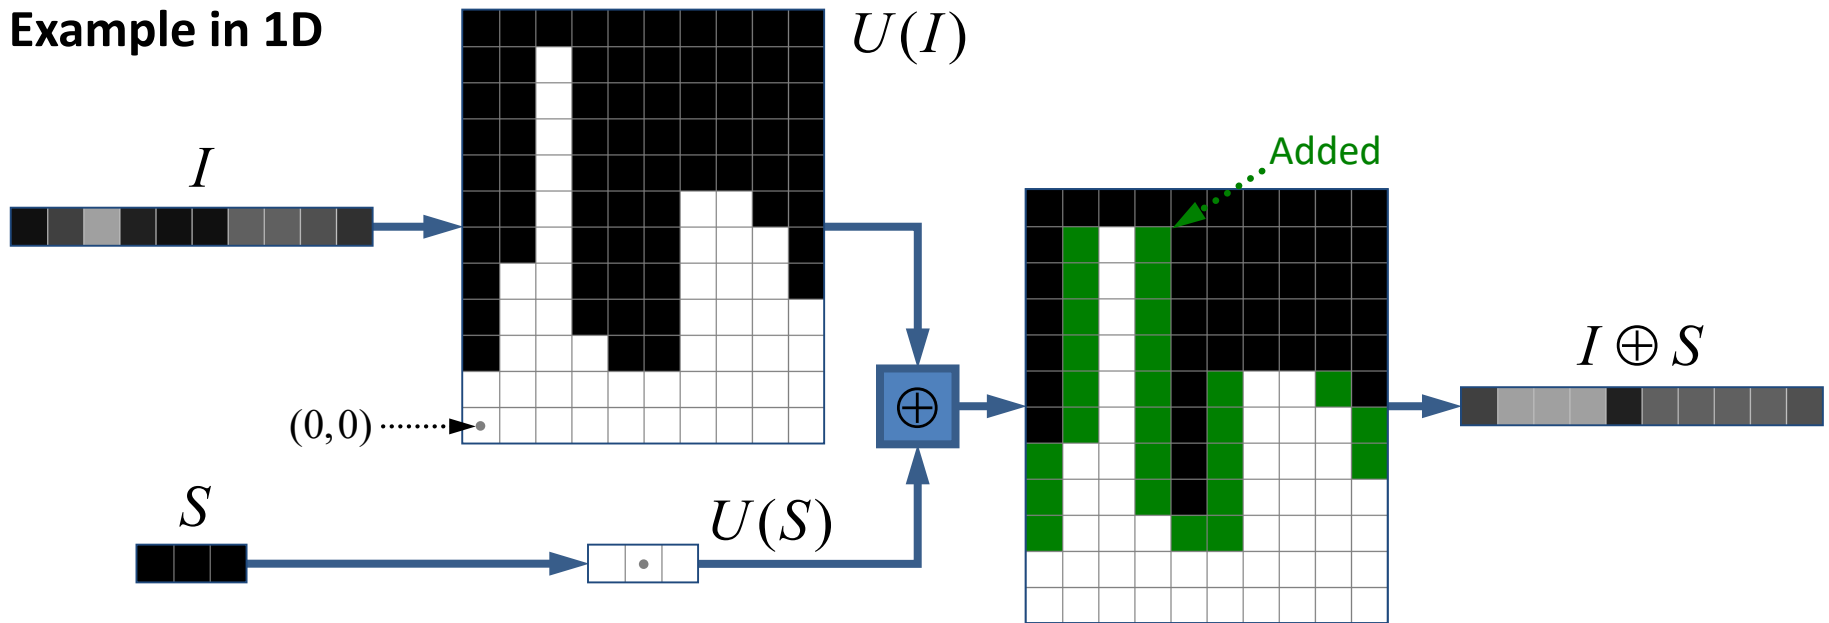 Example in 1D
U(I)
Added
I
I ⊕ S
⊕
(0,0)
S
U(S)